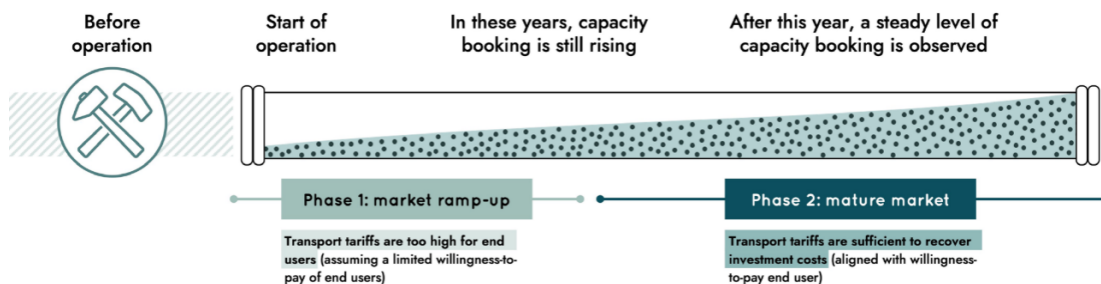 Before
operation
Start of
operation
In these years, capacity
booking is still rising
After this year, a steady level of
capacity booking is observed
Phase 1: market ramp-up
Phase 2: mature market
Transport tariffs are too high for end
users (assuming a limited willingness-to-
pay of end users)
Transport tariffs are sufficient to recover
investment costs (aligned with willingness-
to-pay end user)